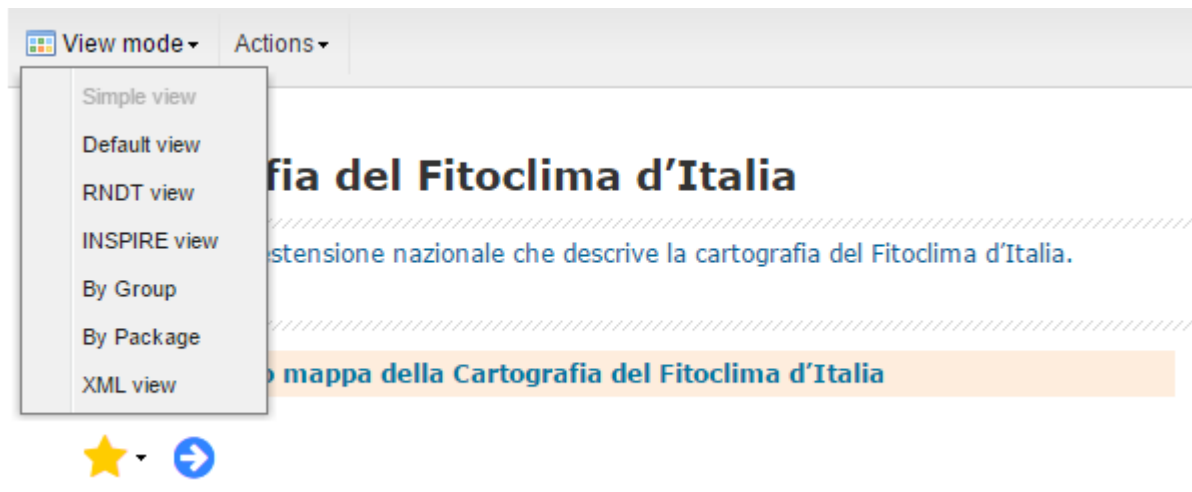 View mode Actions
Simple view
Default view
RNDT view
INSPIRE view
By Group
By Package
XML view
fia del Fitoclima d’Italia
estensione nazionale che descrive la cartografia del Fitoclima d’Italia.
mappa della Cartografia del Fitoclima d’Italia